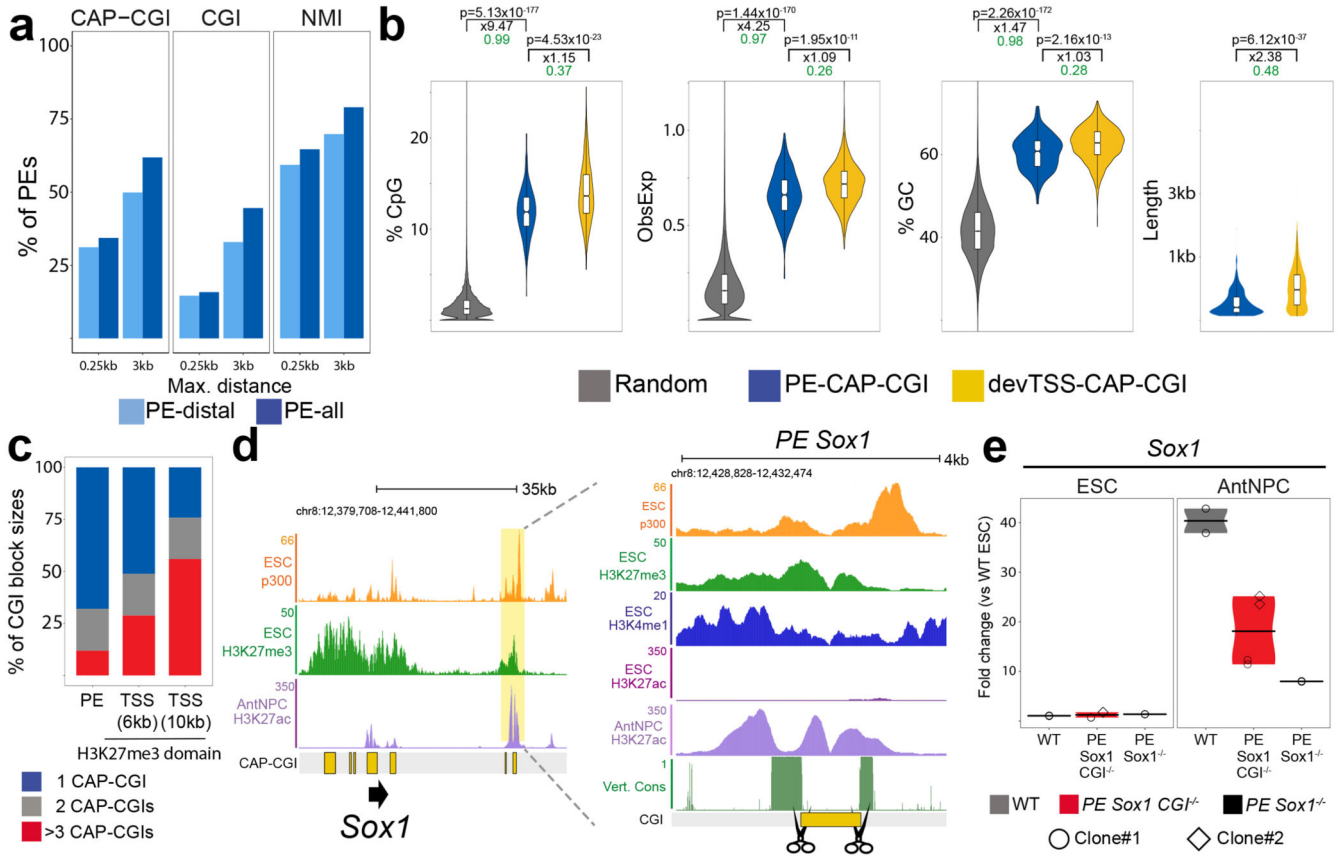 a
CAP−CGI
CGI
NMI
% of PEs
100
75
50
25
0.25kb
3kb
0.25kb
3kb
0.25kb
3kb
Max. distance
PE-distal
PE-all
b
p=5.13x10⁻¹⁷⁷
x9.47
0.99
p=4.53x10⁻²³
x1.15
0.37
% CpG
20
10
p=1.44x10⁻¹⁷⁰
x4.25
0.97
p=1.95x10⁻¹¹
x1.09
0.26
ObsExp
1.0
0.5
p=2.26x10⁻¹⁷²
x1.47
0.98
p=2.16x10⁻¹³
x1.03
0.28
% GC
60
40
p=6.12x10⁻³⁷
x2.38
0.48
Length
3kb
1kb
Random
PE-CAP-CGI
devTSS-CAP-CGI
c
% of CGI block sizes
100
75
50
25
PE
TSS
(6kb)
TSS
(10kb)
H3K27me3 domain
1 CAP-CGI
2 CAP-CGIs
>3 CAP-CGIs
d
35kb
chr8:12,379,708-12,441,800
66
ESC
p300
50
ESC
H3K27me3
350
AntNPC
H3K27ac
CAP-CGI
Sox1
PE Sox1
4kb
chr8:12,428,828-12,432,474
66
ESC
p300
50
ESC
H3K27me3
20
ESC
H3K4me1
350
ESC
H3K27ac
350
AntNPC
H3K27ac
1
Vert. Cons
CGI
e
Sox1
ESC
AntNPC
Fold change (vs WT ESC)
40
30
20
10
WT
PE
Sox1
CGI⁻ᐟ⁻
PE
Sox1⁻ᐟ⁻
WT
PE
Sox1
CGI⁻ᐟ⁻
PE
Sox1⁻ᐟ⁻
WT
PE Sox1 CGI⁻ᐟ⁻
PE Sox1⁻ᐟ⁻
Clone#1
Clone#2